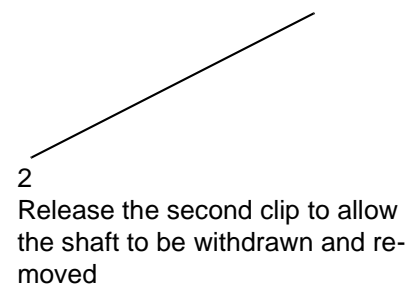 2
Release the second clip to allow
the shaft to be withdrawn and re-
moved